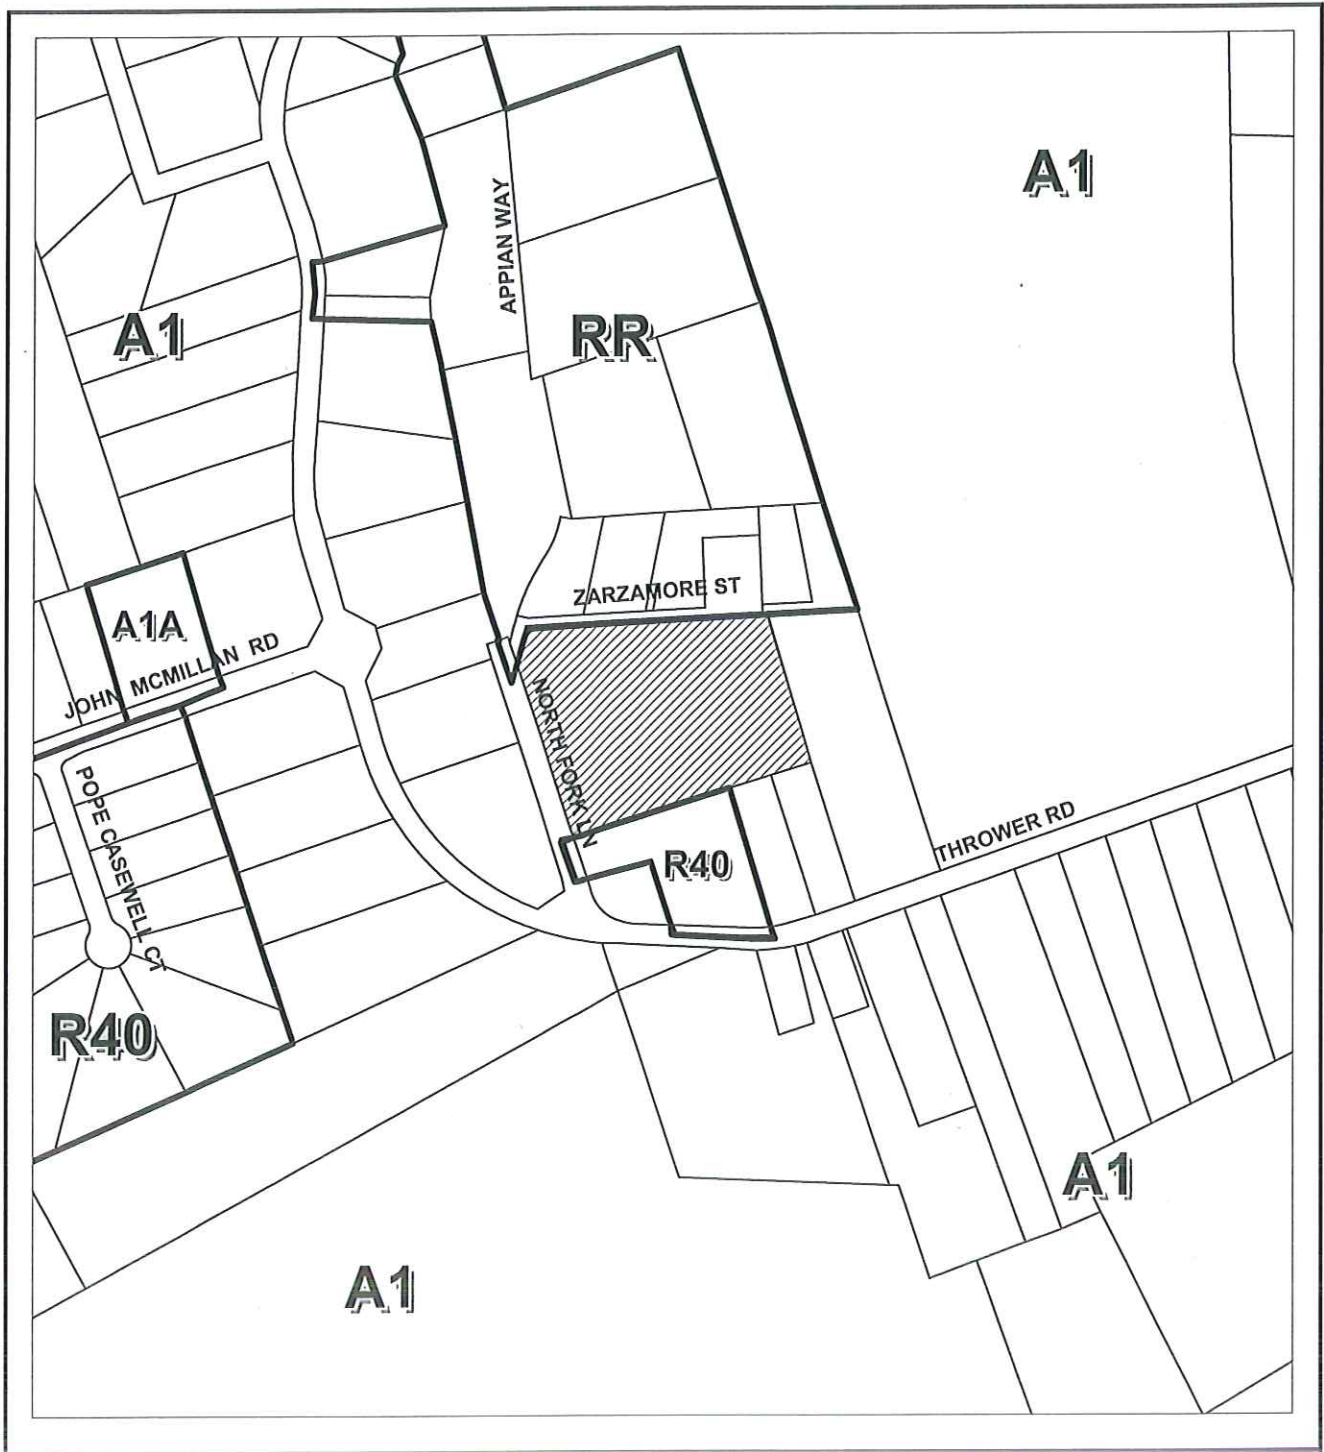 A1
APPIAN WAY
A1
RR
ZARZAMORE ST
A1A
JOHN MCMILLAN RD
NORTH FORK LN
POPE CASEWELL CT
THROWER RD
R40
R40
A1
A1